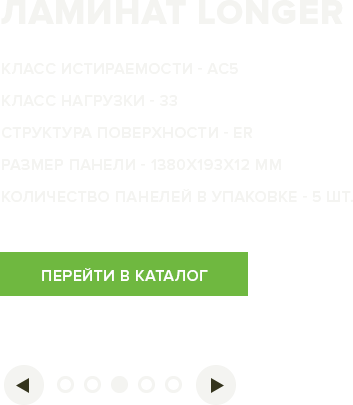 ЛАМИНАТ LONGER
КЛАСС ИСТИРАЕМОСТИ - АС5
КЛАСС НАГРУЗКИ - 33
СТРУКТУРА ПОВЕРХНОСТИ - ER
РАЗМЕР ПАНЕЛИ - 1380Х193Х12 ММ
КОЛИЧЕСТВО ПАНЕЛЕЙ В УПАКОВКЕ - 5 ШТ.
ПЕРЕЙТИ В КАТАЛОГ